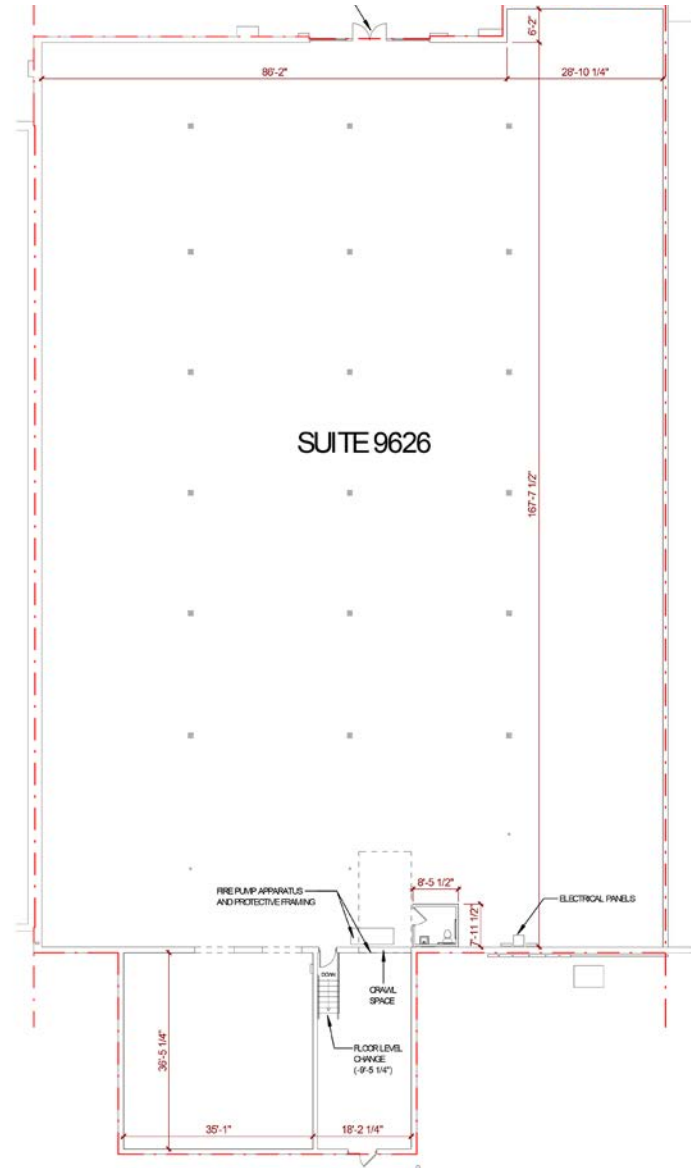 6'-2"
86'-2"
28'-10 1/4"
SUITE 9626
167'-7 1/2"
8'-5 1/2"
FIRE PUMP APPARATUS
AND PROTECTIVE FRAMING
ELECTRICAL PANELS
7'-11 1/2"
DOWN
CRAWL
SPACE
36'-5 1/4"
FLOOR LEVEL
CHANGE
(-9'-5 1/4")
35'-1"
18'-2 1/4"